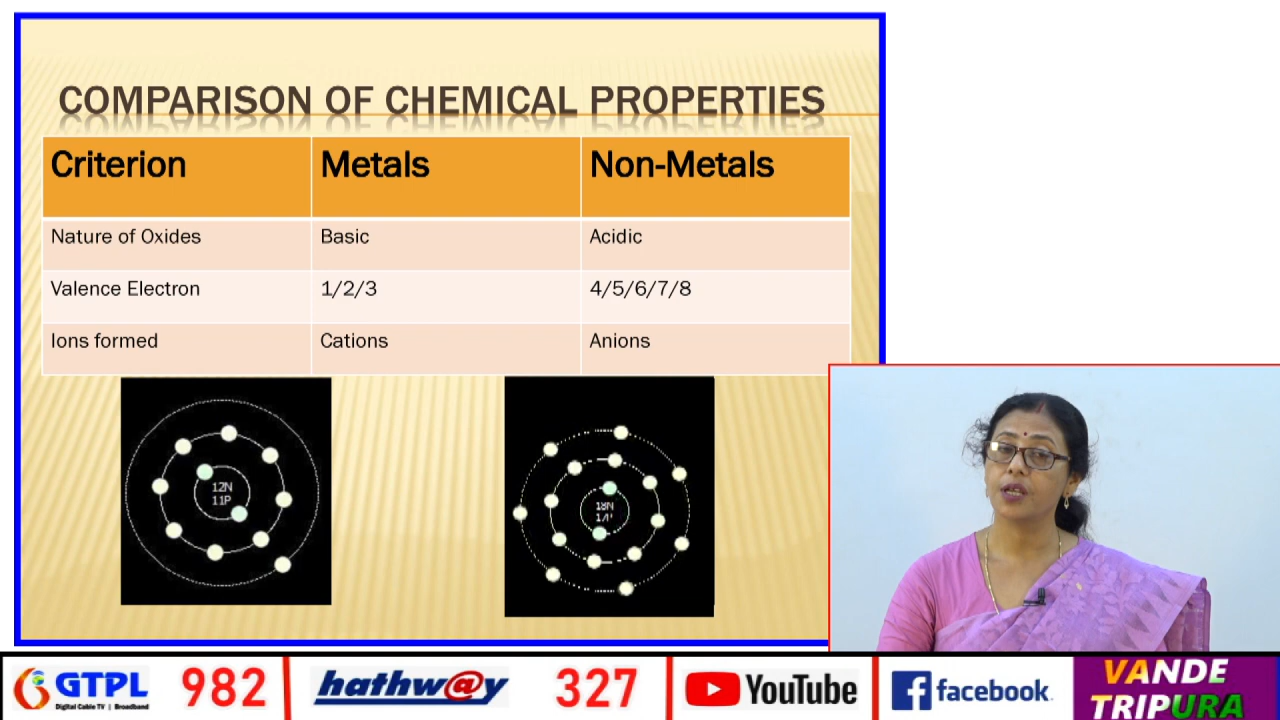 COMPARISON OF CHEMICAL PROPERTIES
Criterion Metals Non-Metals
Nature of Oxides Basic Acidic
Valence Electron 1/2/3 4/5/6/7/8
Ions formed Cations Anions
12N
11P
18N
GTPL
Digital Cable TV | Broadband
982
hathw@y
327
YouTube
facebook
VANDE
TRIPURA